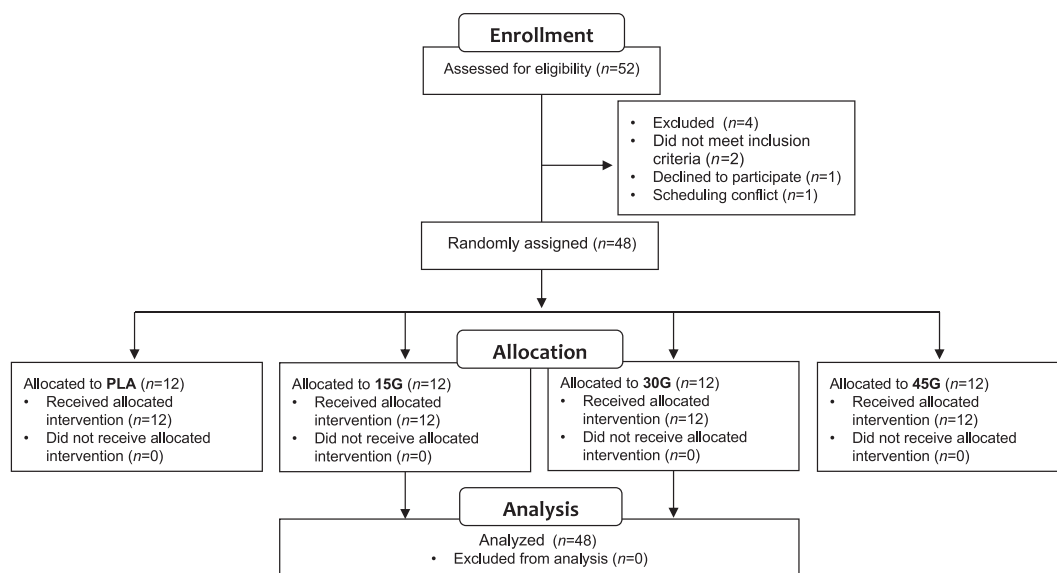 Enrollment
Assessed for eligibility (n=52)
• Excluded (n=4)
• Did not meet inclusion
criteria (n=2)
• Declined to participate (n=1)
• Scheduling conflict (n=1)
Randomly assigned (n=48)
Allocation
Allocated to PLA (n=12)
• Received allocated
intervention (n=12)
• Did not receive allocated
intervention (n=0)
Allocated to 15G (n=12)
• Received allocated
intervention (n=12)
• Did not receive allocated
intervention (n=0)
Allocated to 30G (n=12)
• Received allocated
intervention (n=12)
• Did not receive allocated
intervention (n=0)
Allocated to 45G (n=12)
• Received allocated
intervention (n=12)
• Did not receive allocated
intervention (n=0)
Analysis
Analyzed (n=48)
• Excluded from analysis (n=0)